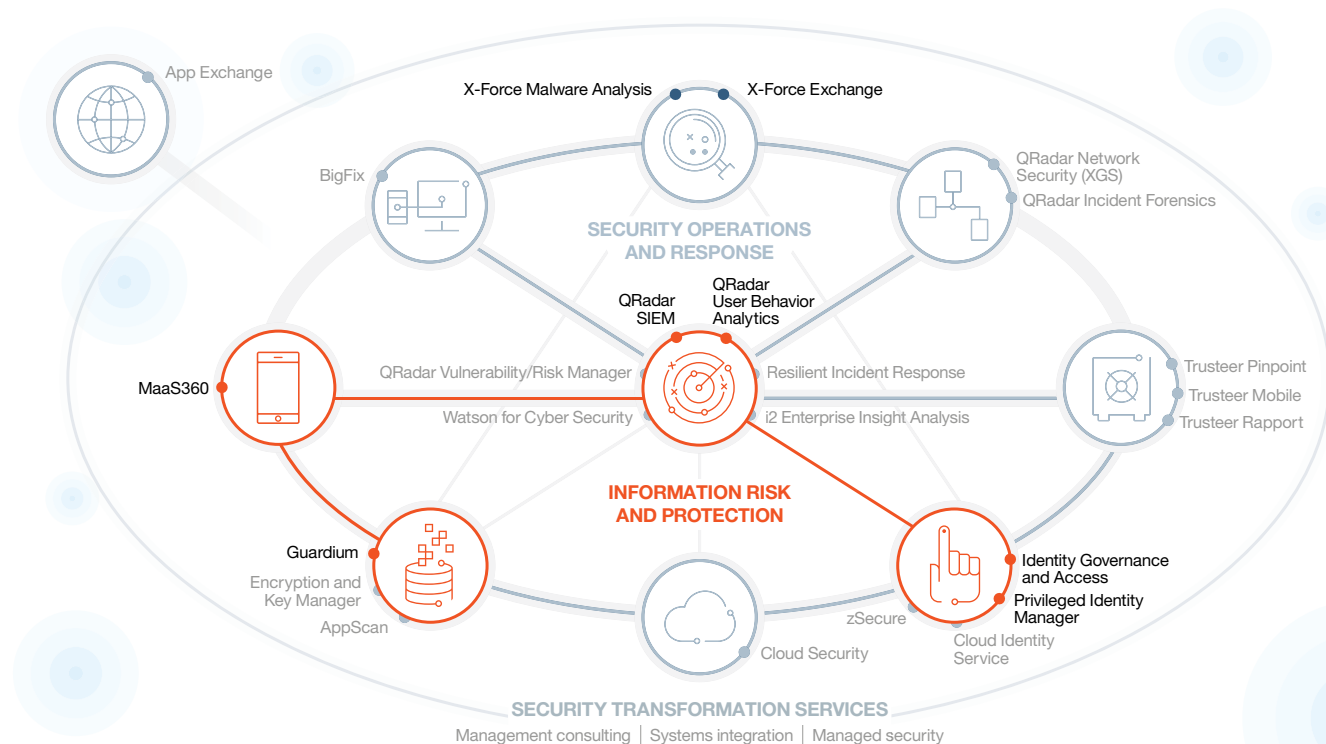 App Exchange
X-Force Malware Analysis
X-Force Exchange
BigFix
QRadar Network
Security (XGS)
QRadar Incident Forensics
SECURITY OPERATIONS
AND RESPONSE
QRadar
SIEM
QRadar
User Behavior
Analytics
MaaS360
QRadar Vulnerability/Risk Manager
Resilient Incident Response
Watson for Cyber Security
i2 Enterprise Insight Analysis
Trusteer Pinpoint
Trusteer Mobile
Trusteer Rapport
INFORMATION RISK
AND PROTECTION
Guardium
Encryption and
Key Manager
AppScan
Identity Governance
and Access
Privileged Identity
Manager
zSecure
Cloud Identity
Service
Cloud Security
SECURITY TRANSFORMATION SERVICES
Management consulting | Systems integration | Managed security